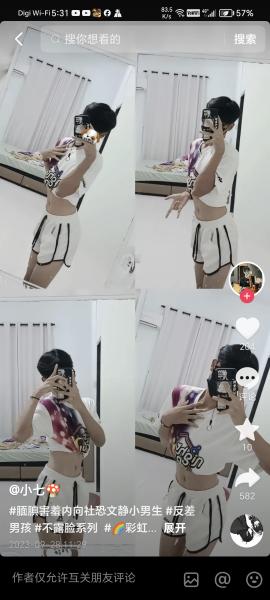 Digi Wi-Fi 5:31
83.5 K/s
57%
搜你想看的
搜索
评论
10
582
@小七🍄
#腼腆害羞内向社恐文静小男生 #反差
男孩 #不露脸系列 #🌈彩虹... 展开
2023-09-28 11:29
作者仅允许互关朋友评论